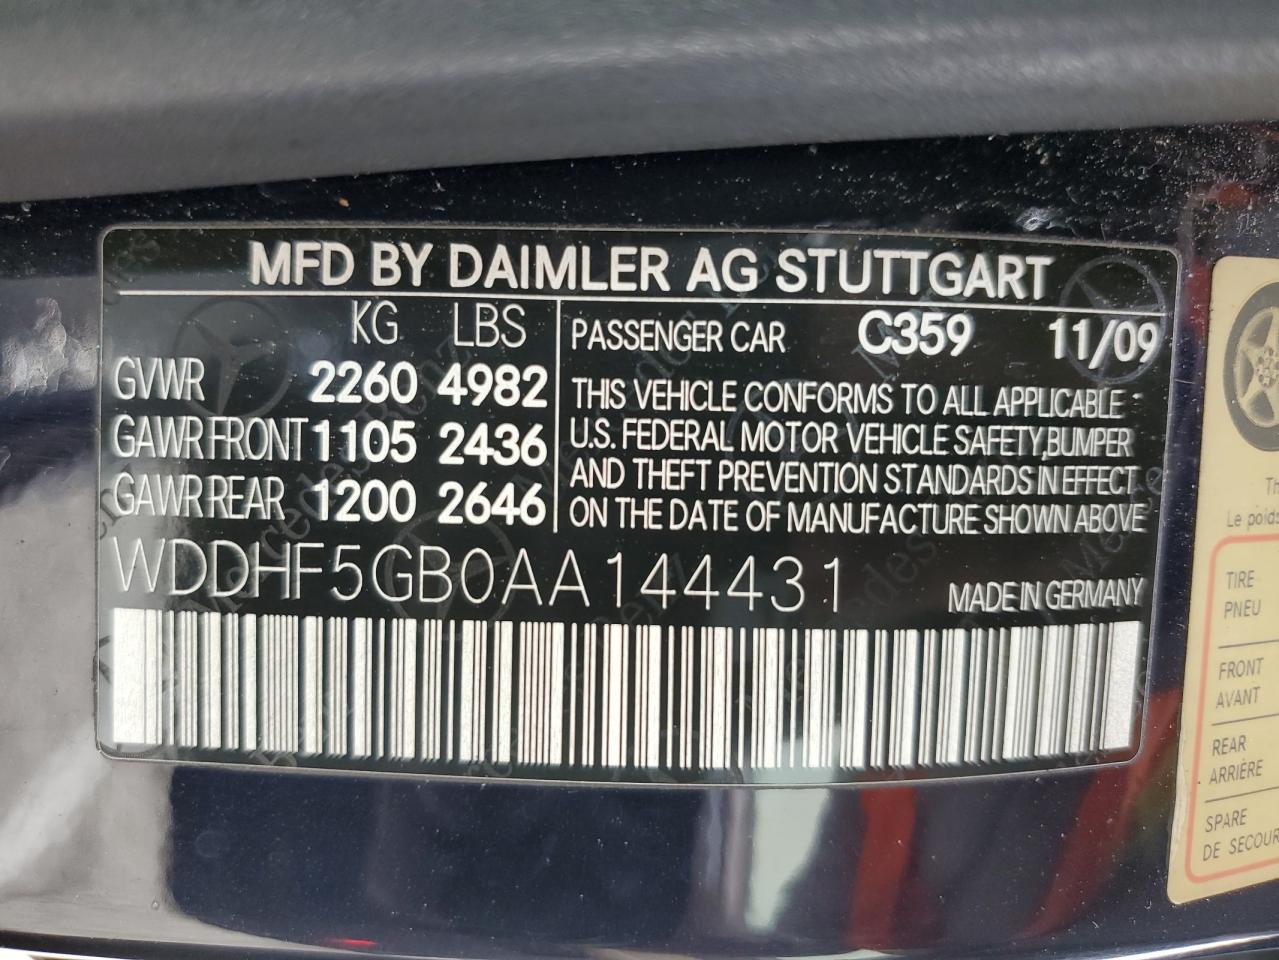 MFD BY DAIMLER AG STUTTGART
KG LBS
GVWR 2260 4982
GAWR FRONT 1105 2436
GAWR REAR 1200 2646
PASSENGER CAR C359 11/09
THIS VEHICLE CONFORMS TO ALL APPLICABLE
U.S. FEDERAL MOTOR VEHICLE SAFETY, BUMPER
AND THEFT PREVENTION STANDARDS IN EFFECT
ON THE DATE OF MANUFACTURE SHOWN ABOVE
WDDHF5GB0AA144431 MADE IN GERMANY
Le poids
TIRE
PNEU
FRONT
AVANT
REAR
ARRIÈRE
SPARE
DE SECOUR